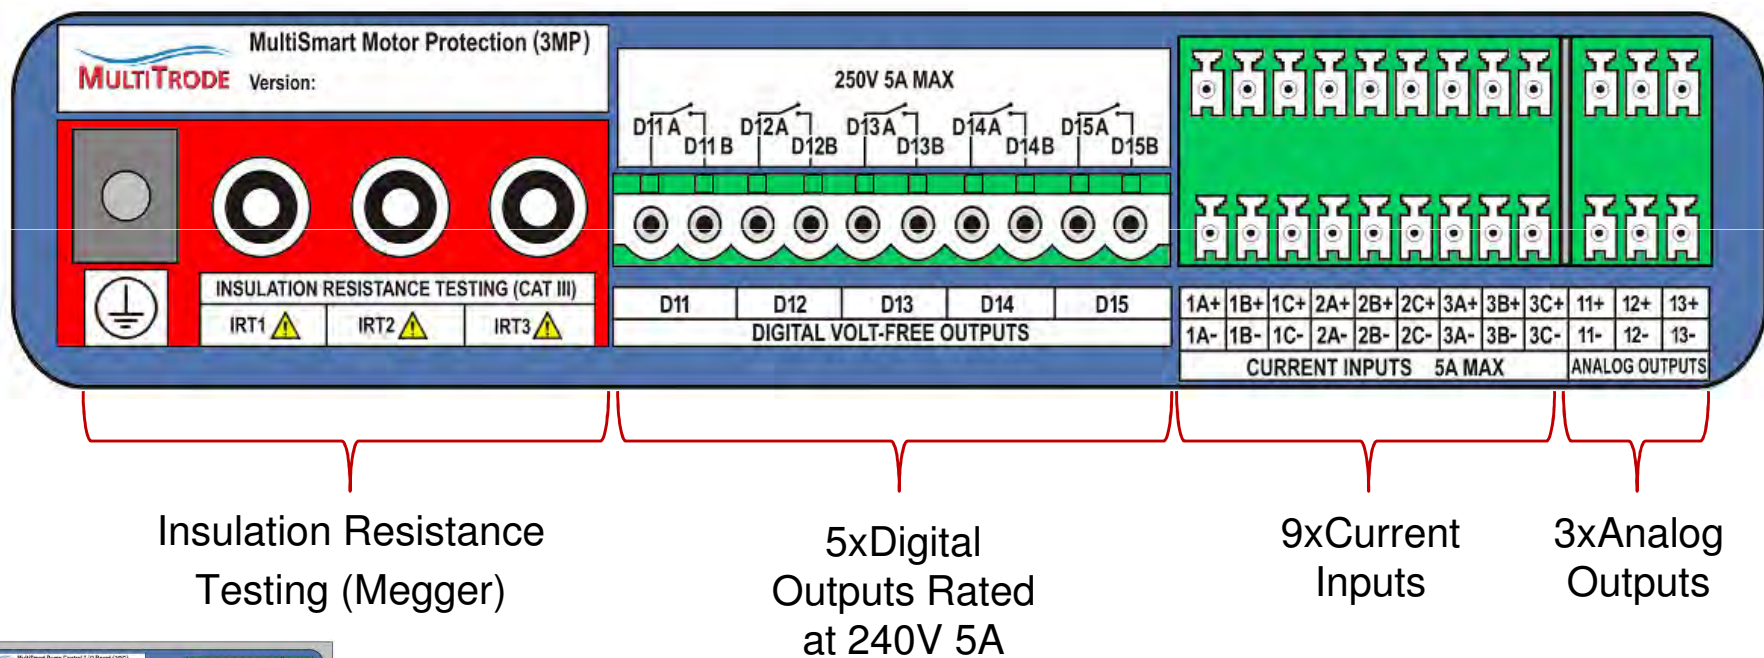 MultiSmart Motor Protection (3MP)
MULTITRODE
Version:
250V 5A MAX
D11A D12A D13A D14A D15A
D11B D12B D13B D14B D15B
INSULATION RESISTANCE TESTING (CAT III)
IRT1 IRT2 IRT3
D11 D12 D13 D14 D15
DIGITAL VOLT-FREE OUTPUTS
1A+ 1B+ 1C+ 2A+ 2B+ 2C+ 3A+ 3B+ 3C+ 11+ 12+ 13+
1A- 1B- 1C- 2A- 2B- 2C- 3A- 3B- 3C- 11- 12- 13-
CURRENT INPUTS 5A MAX
ANALOG OUTPUTS
Insulation Resistance
Testing (Megger)
5xDigital
Outputs Rated
at 240V 5A
9xCurrent
Inputs
3xAnalog
Outputs